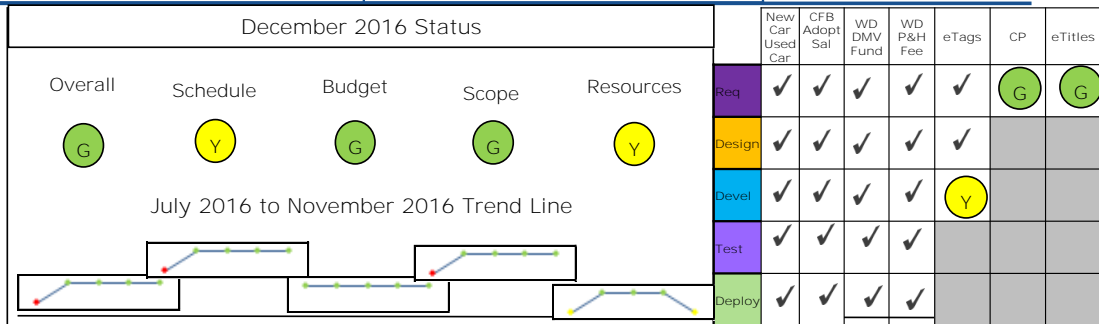 December 2016 Status
Overall
Schedule
Budget
Scope
Resources
G
Y
G
G
Y
July 2016 to November 2016 Trend Line
New
Car
Used
Car
CFB
Adopt
Sal
WD
DMV
Fund
WD
P&H
Fee
eTags
CP
eTitles
Req
✓ ✓ ✓ ✓ ✓ G G
Design
✓ ✓ ✓ ✓ ✓
Devel
✓ ✓ ✓ ✓ Y
Test
✓ ✓ ✓ ✓
Deploy
✓ ✓ ✓ ✓